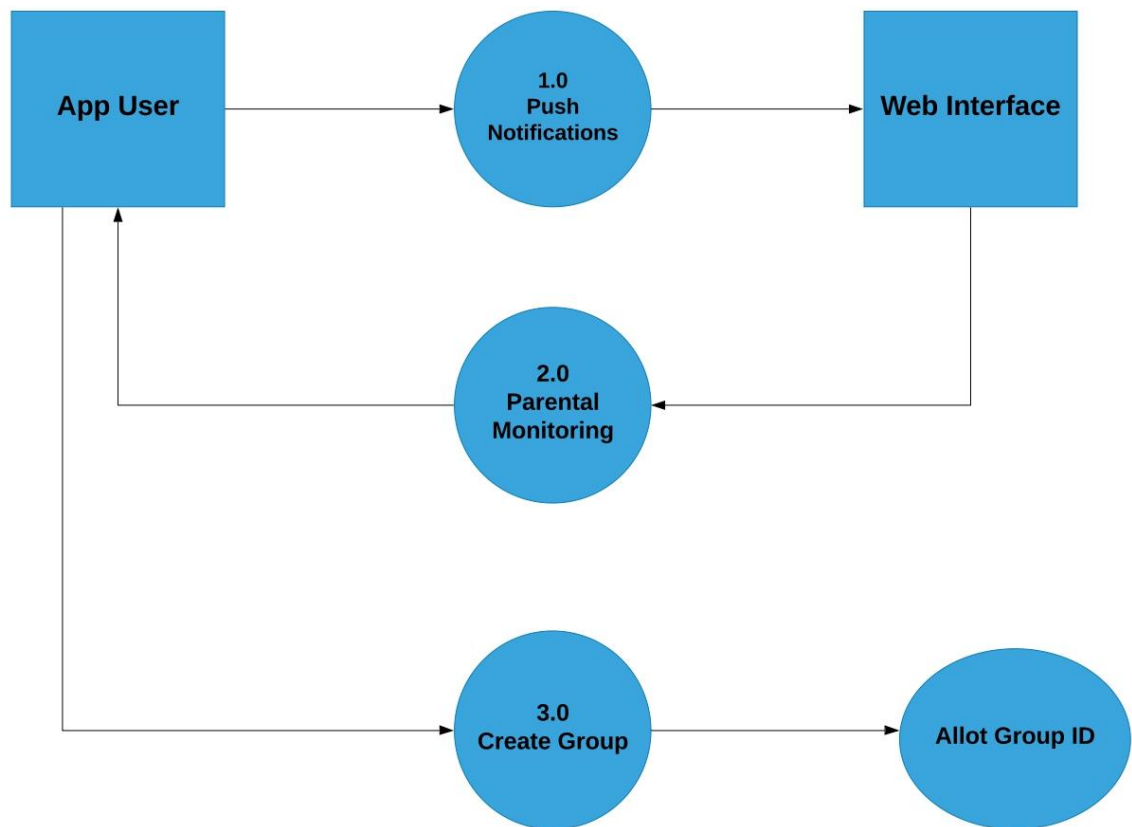 App User
1.0
Push
Notifications
Web Interface
2.0
Parental
Monitoring
3.0
Create Group
Allot Group ID